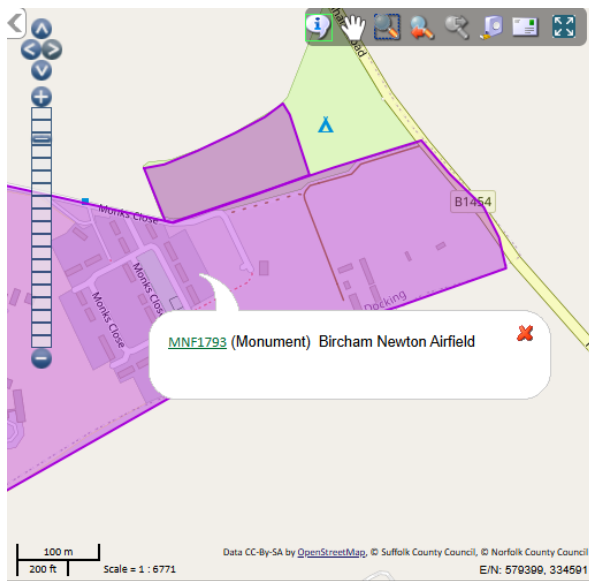 Road
B1454
Monks Close
Monks Close
Monks Close
Docking
MNF1793 (Monument) Bircham Newton Airfield
100 m
200 ft
Scale = 1 : 6771
Data CC-By-SA by OpenStreetMap, © Suffolk County Council, © Norfolk County Council
E/N: 579399, 334591